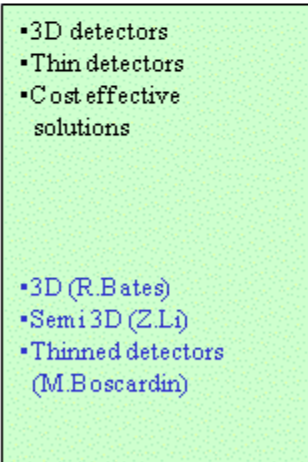 ▪3D detectors
▪Thin detectors
▪Cost effective
solutions
▪3D (R.Bates)
▪Semi 3D (Z.Li)
▪Thinned detectors
(M.Boscardin)